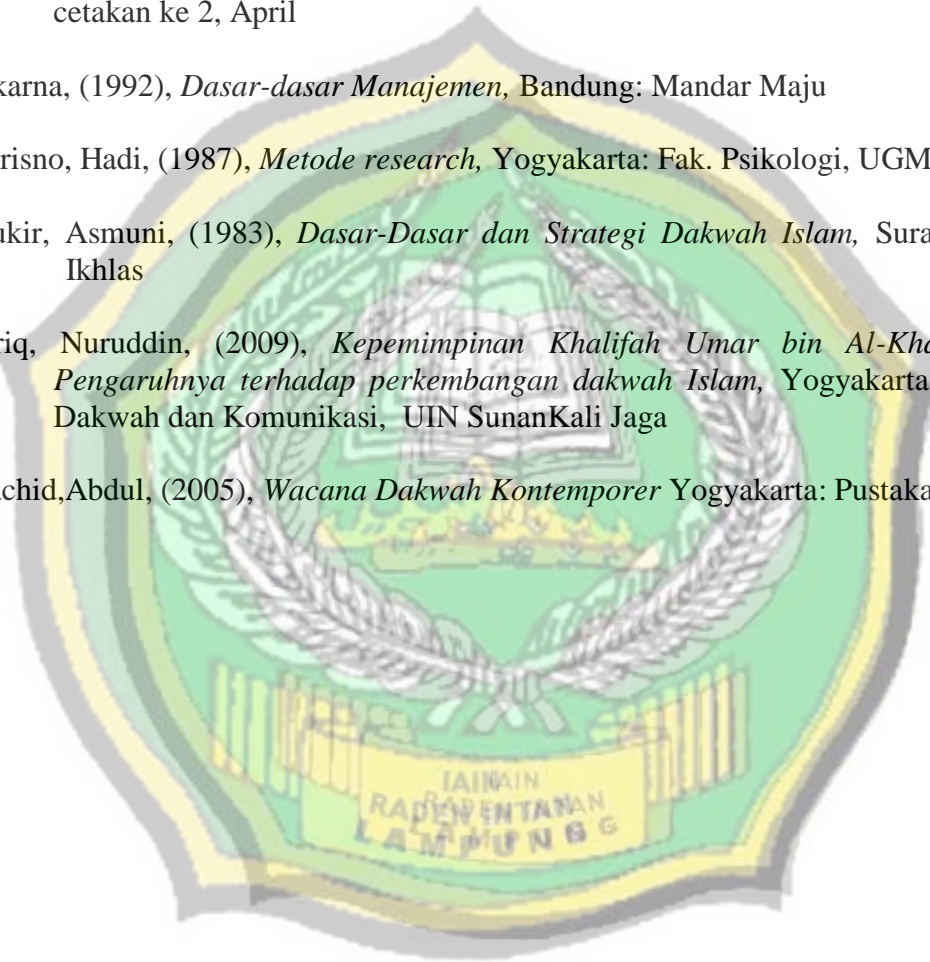 cetakan ke 2, April
karna, (1992), Dasar-dasar Manajemen, Bandung: Mandar Maju
risno, Hadi, (1987), Metode research, Yogyakarta: Fak. Psikologi, UGM
ukir, Asmuni, (1983), Dasar-Dasar dan Strategi Dakwah Islam, Sura
Ikhlas
riq, Nuruddin, (2009), Kepemimpinan Khalifah Umar bin Al-Kha
Pengaruhnya terhadap perkembangan dakwah Islam, Yogyakarta
Dakwah dan Komunikasi, UIN SunanKali Jaga
chid,Abdul, (2005), Wacana Dakwah Kontemporer Yogyakarta: Pustaka
IAIN
RADEN INTAN
LAMPUNG